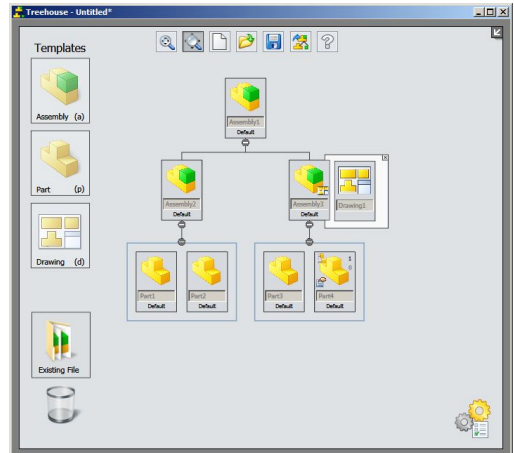 Treehouse - Untitled*
Templates
Assembly (a)
Part (p)
Drawing (d)
Existing File
Assembly1
Default
Assembly2
Default
Assembly3
Default
Drawing1
Part1
Default
Part2
Default
Part3
Default
Part4
Default
1